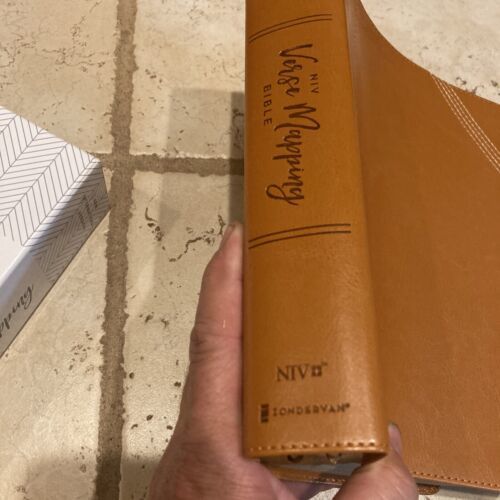 NIV
Verse Mapping
BIBLE
NIV
ZONDERVAN®